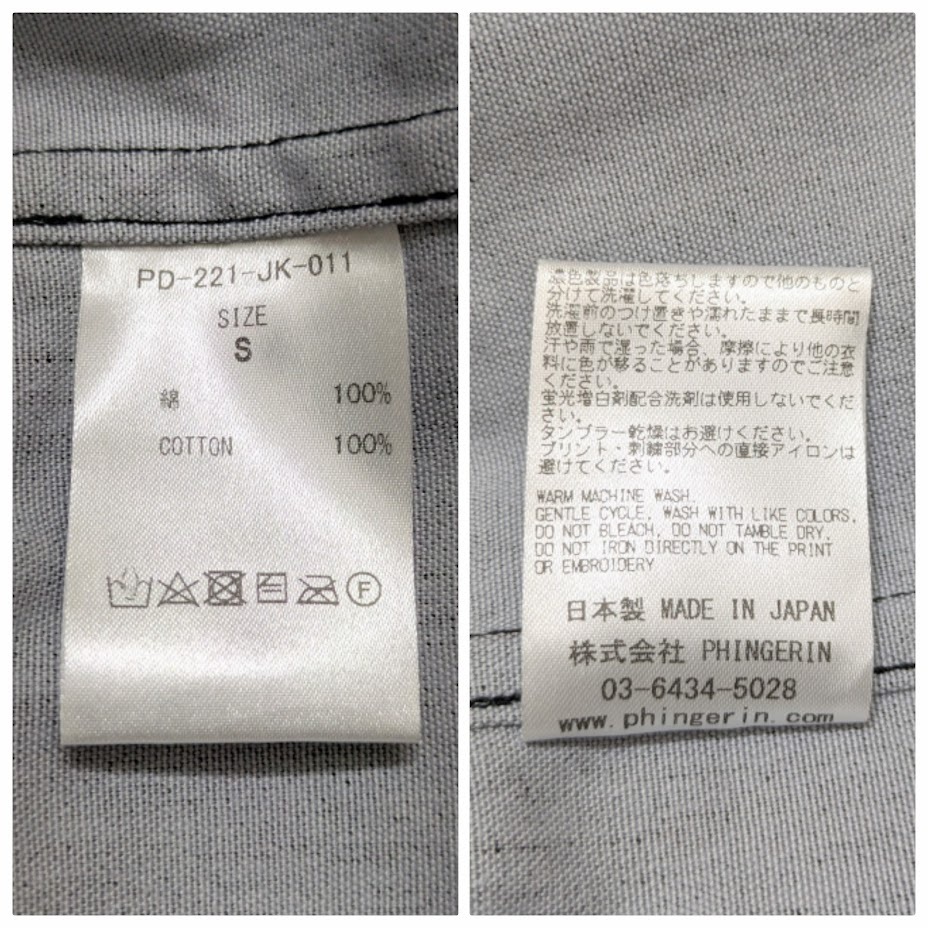 PD-221-JK-011
SIZE
S
綿 100%
COTTON 100%
F
濃色製品は色落ちしますので他のものと
分けて洗濯してください。
洗濯前のつけ置きや濡れたままで長時間
放置しないでください。
汗や雨で湿った場合、摩擦により他の衣
料に色が移ることがありますのでご注意
ください。
蛍光増白剤配合洗剤は使用しないでくだ
さい。
タンブラー乾燥はお避けください。
プリント・刺繍部分への直接アイロンは
避けてください。
WARM MACHINE WASH.
GENTLE CYCLE, WASH WITH LIKE COLORS,
DO NOT BLEACH, DO NOT TAMBLE DRY,
DO NOT IRON DIRECTLY ON THE PRINT
OR EMBROIDERY
日本製 MADE IN JAPAN
株式会社 PHINGERIN
03-6434-5028
www.phingerin.com